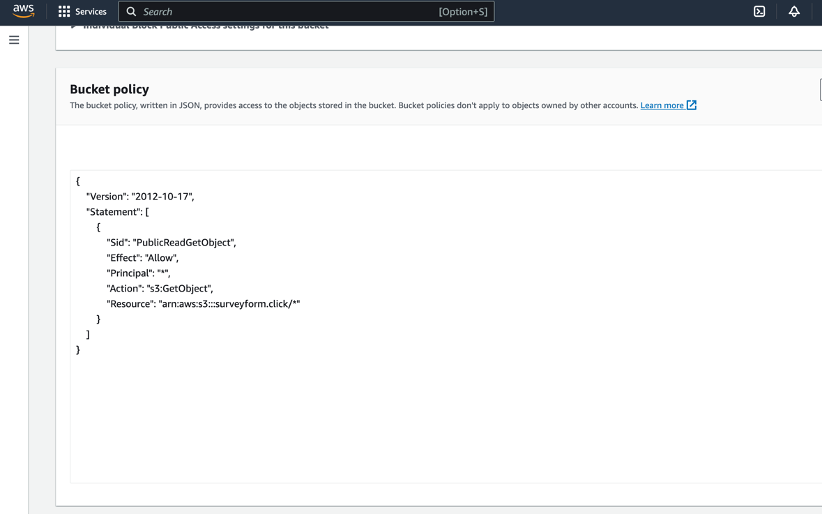 aws Services Search [Option+S]
Individual Block Public Access settings for this bucket
Bucket policy
The bucket policy, written in JSON, provides access to the objects stored in the bucket. Bucket policies don't apply to objects owned by other accounts. Learn more
{
"Version": "2012-10-17",
"Statement": [
{
"Sid": "PublicReadGetObject",
"Effect": "Allow",
"Principal": "*",
"Action": "s3:GetObject",
"Resource": "arn:aws:s3:::surveyform.click/*"
}
]
}